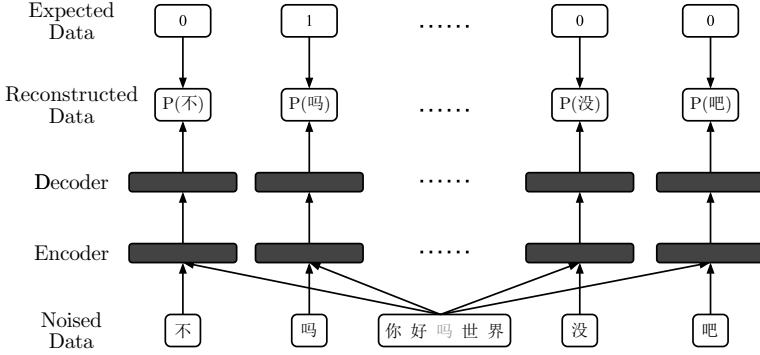 Expected
Data
0
1
......
0
0
Reconstructed
Data
P(不)
P(吗)
......
P(没)
P(吧)
Decoder
......
Encoder
......
Noised
Data
不
吗
你 好 吗 世 界
没
吧